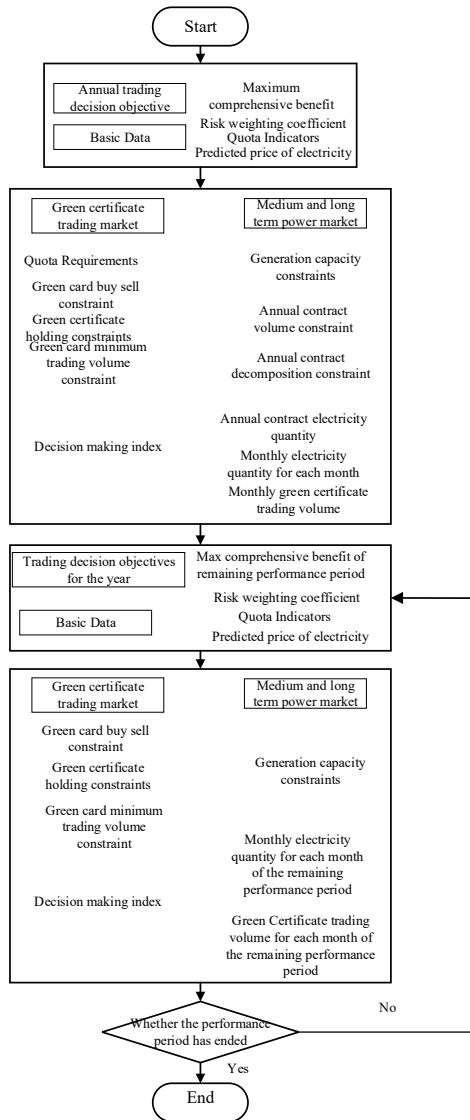 Start
Annual trading
decision objective
Maximum
comprehensive benefit
Basic Data
Risk weighting coefficient
Quota Indicators
Predicted price of electricity
Green certificate
trading market
Medium and long
term power market
Quota Requirements
Generation capacity
constraints
Green card buy sell
constraint
Green certificate
holding constraints
Annual contract
volume constraint
Green card minimum
trading volume
constraint
Annual contract
decomposition constraint
Decision making index
Annual contract electricity
quantity
Monthly electricity
quantity for each month
Monthly green certificate
trading volume
Trading decision objectives
for the year
Max comprehensive benefit of
remaining performance period
Basic Data
Risk weighting coefficient
Quota Indicators
Predicted price of electricity
Green certificate
trading market
Medium and long
term power market
Green card buy sell
constraint
Green certificate
holding constraints
Generation capacity
constraints
Green card minimum
trading volume
constraint
Decision making index
Monthly electricity
quantity for each month
of the remaining
performance period
Green Certificate trading
volume for each month of
the remaining performance
period
Whether the performance
period has ended
No
Yes
End